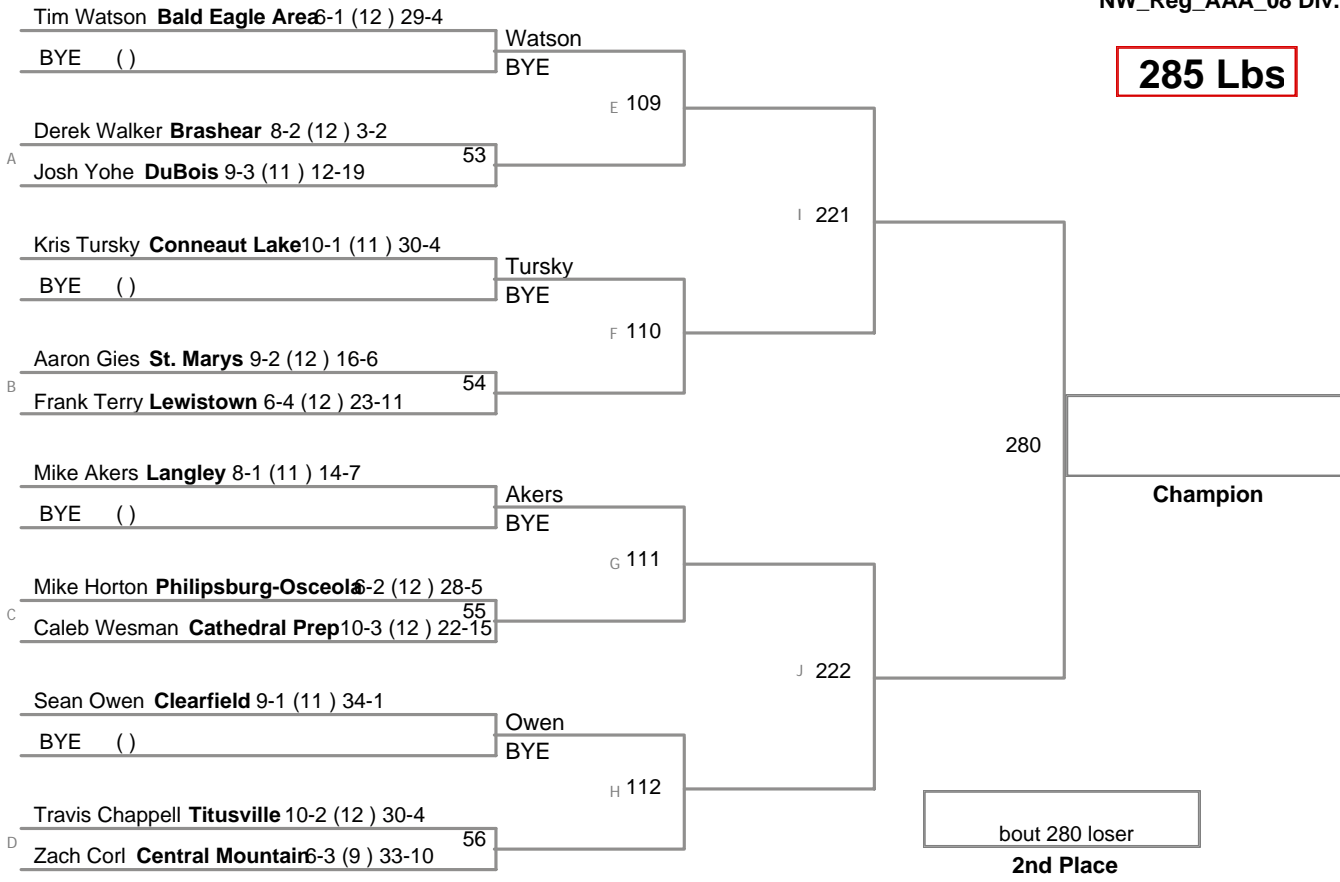 NW_Reg_AAA_08 Div.
285 Lbs
Tim Watson Bald Eagle Area 6-1 (12 ) 29-4
BYE ( )
Watson
BYE
E 109
Derek Walker Brashear 8-2 (12 ) 3-2
A
53
Josh Yohe DuBois 9-3 (11 ) 12-19
I 221
Kris Tursky Conneaut Lake 10-1 (11 ) 30-4
BYE ( )
Tursky
BYE
F 110
Aaron Gies St. Marys 9-2 (12 ) 16-6
B
54
Frank Terry Lewistown 6-4 (12 ) 23-11
280
Champion
Mike Akers Langley 8-1 (11 ) 14-7
BYE ( )
Akers
BYE
G 111
Mike Horton Philipsburg-Osceola 6-2 (12 ) 28-5
C
55
Caleb Wesman Cathedral Prep 10-3 (12 ) 22-15
J 222
Sean Owen Clearfield 9-1 (11 ) 34-1
BYE ( )
Owen
BYE
H 112
Travis Chappell Titusville 10-2 (12 ) 30-4
D
56
Zach Corl Central Mountain 6-3 (9 ) 33-10
bout 280 loser
2nd Place